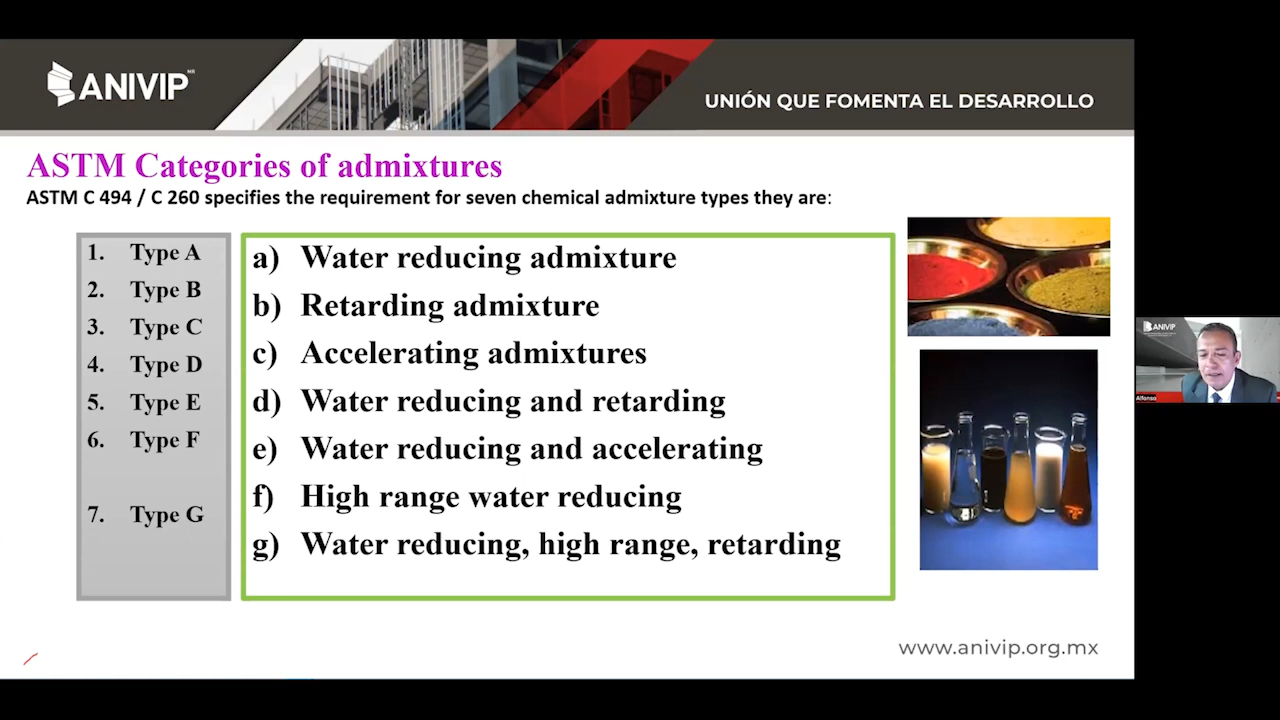 ANIVIP
UNIÓN QUE FOMENTA EL DESARROLLO
ASTM Categories of admixtures
ASTM C 494 / C 260 specifies the requirement for seven chemical admixture types they are:
1. Type A
2. Type B
3. Type C
4. Type D
5. Type E
6. Type F
7. Type G
a) Water reducing admixture
b) Retarding admixture
c) Accelerating admixtures
d) Water reducing and retarding
e) Water reducing and accelerating
f) High range water reducing
g) Water reducing, high range, retarding
www.anivip.org.mx
ANIVIP
Alfonso